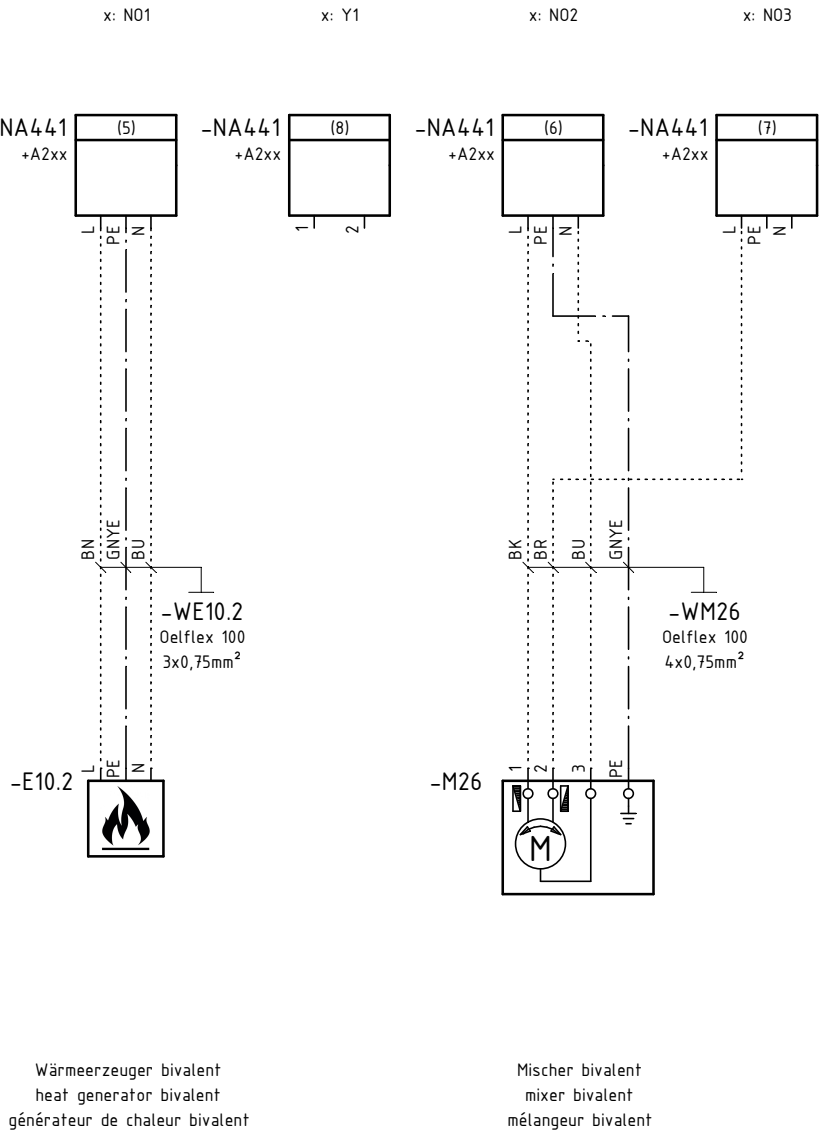 x: NO1 x: Y1 x: NO2 x: NO3
NA441 (5) -NA441 (8) -NA441 (6) -NA441 (7)
+A2xx +A2xx +A2xx +A2xx
L PE N 1 2 L PE N L PE N
BN GNYE BU BK BR BU GNYE
-WE10.2 -WM26
Oelflex 100 Oelflex 100
3x0,75mm² 4x0,75mm²
L PE N 1 2 3 PE
-E10.2 -M26
M
Wärmeerzeuger bivalent Mischer bivalent
heat generator bivalent mixer bivalent
générateur de chaleur bivalent mélangeur bivalent